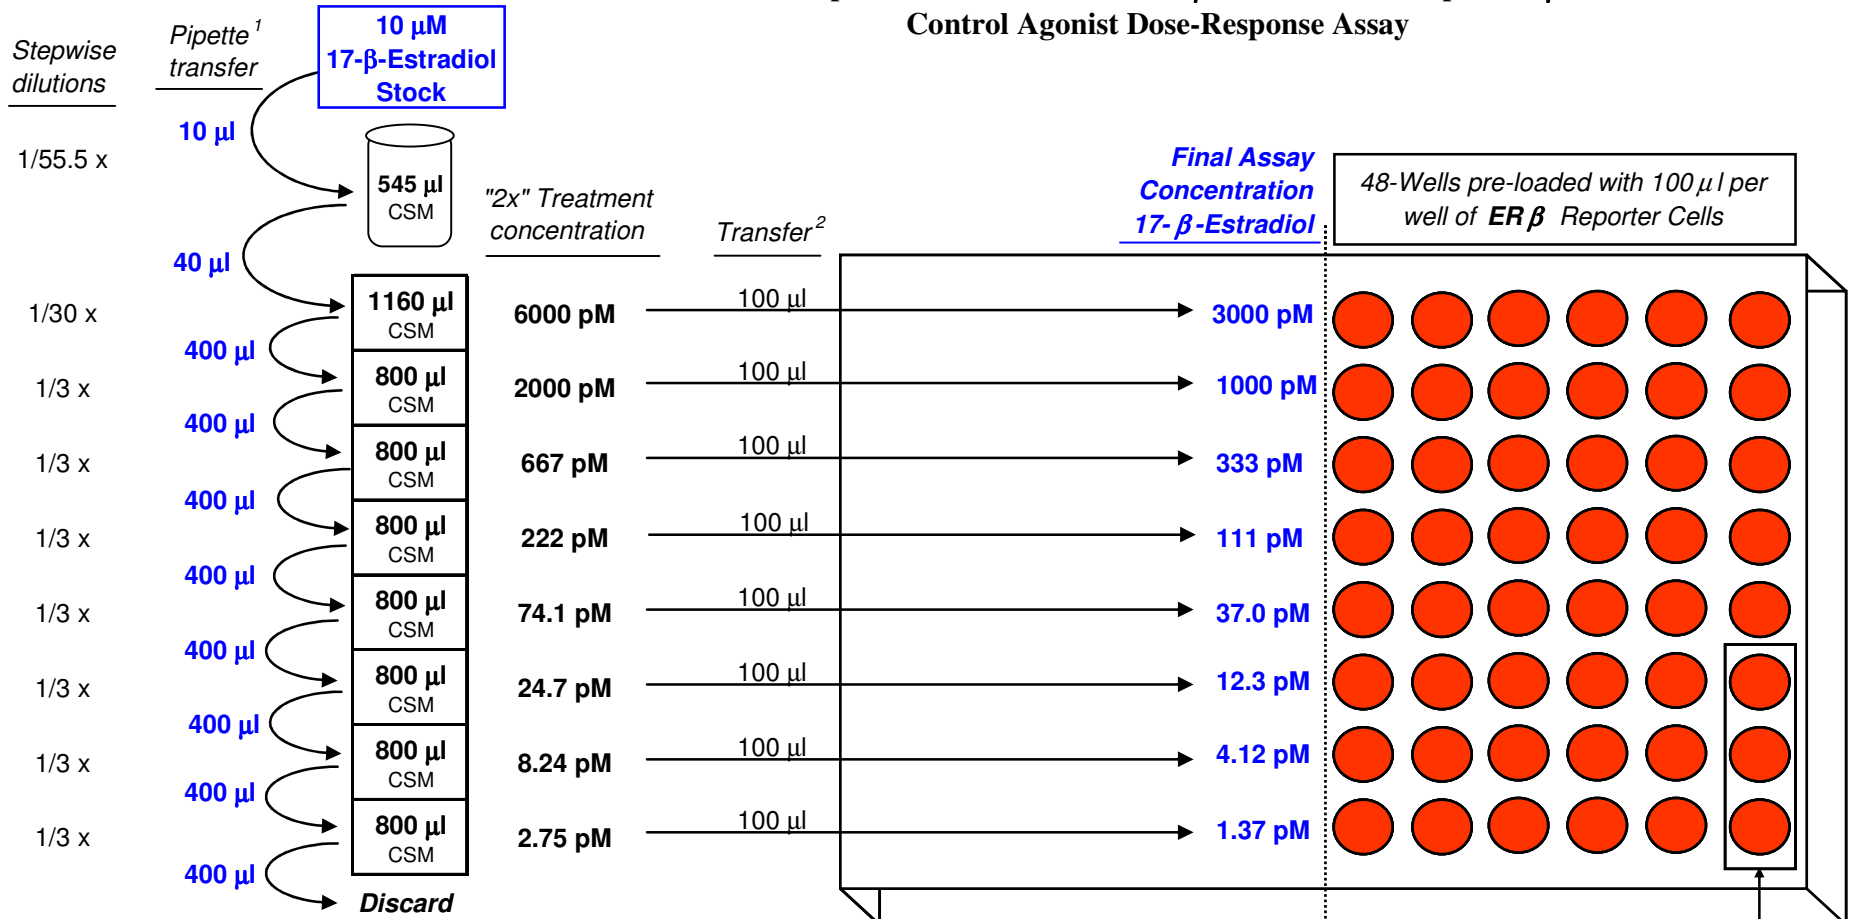 Control Agonist Dose-Response Assay
Stepwise
dilutions
Pipette 1
transfer
10 μM
17-β-Estradiol
Stock
10 μl
1/55.5 x
545 μl
CSM
40 μl
"2x" Treatment
concentration
Transfer 2
Final Assay
Concentration
17-β-Estradiol
48-Wells pre-loaded with 100 μl per
well of ER β Reporter Cells
1/30 x
1160 μl
CSM
6000 pM
100 μl
3000 pM
400 μl
1/3 x
800 μl
CSM
2000 pM
100 μl
1000 pM
400 μl
1/3 x
800 μl
CSM
667 pM
100 μl
333 pM
400 μl
1/3 x
800 μl
CSM
222 pM
100 μl
111 pM
400 μl
1/3 x
800 μl
CSM
74.1 pM
100 μl
37.0 pM
400 μl
1/3 x
800 μl
CSM
24.7 pM
100 μl
12.3 pM
400 μl
1/3 x
800 μl
CSM
8.24 pM
100 μl
4.12 pM
400 μl
1/3 x
800 μl
CSM
2.75 pM
100 μl
1.37 pM
400 μl
Discard